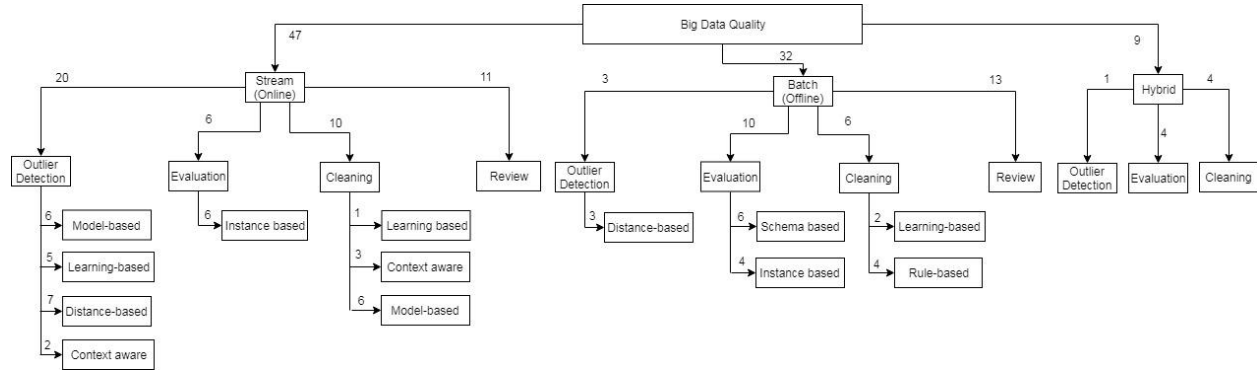 Big Data Quality
47
32
9
20
Stream
(Online)
11
3
Batch
(Offline)
13
1
Hybrid
4
6
10
10
6
4
Outlier
Detection
Evaluation
Cleaning
Review
Outlier
Detection
Evaluation
Cleaning
Review
Outlier
Detection
Evaluation
Cleaning
6
Model-based
6
Instance based
1
Learning based
3
Distance-based
6
Schema based
2
Learning-based
5
Learning-based
3
Context aware
4
Instance based
4
Rule-based
7
Distance-based
6
Model-based
2
Context aware